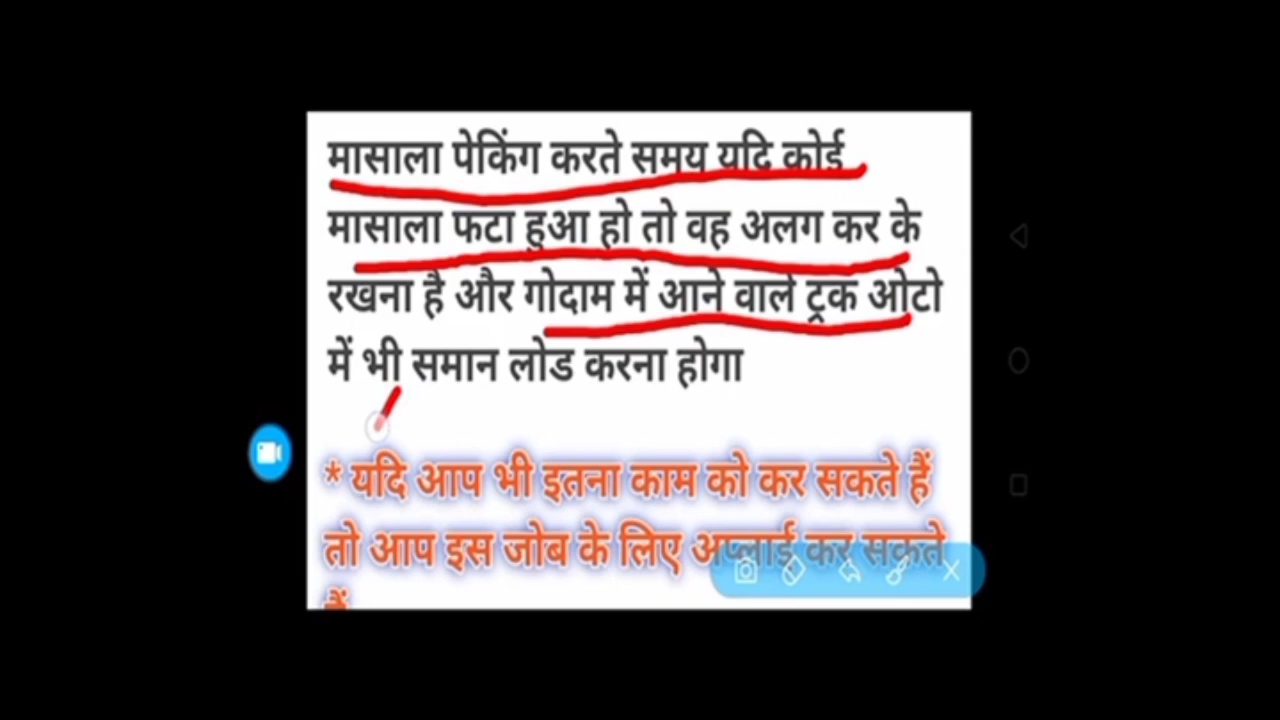 मासाला पेकिंग करते समय यदि कोई
मासाला फटा हुआ हो तो वह अलग कर के
रखना है और गोदाम में आने वाले ट्रक ओटो
में भी समान लोड करना होगा
* यदि आप भी इतना काम को कर सकते हैं
तो आप इस जोब के लिए अप्लाई कर सकते
हैं